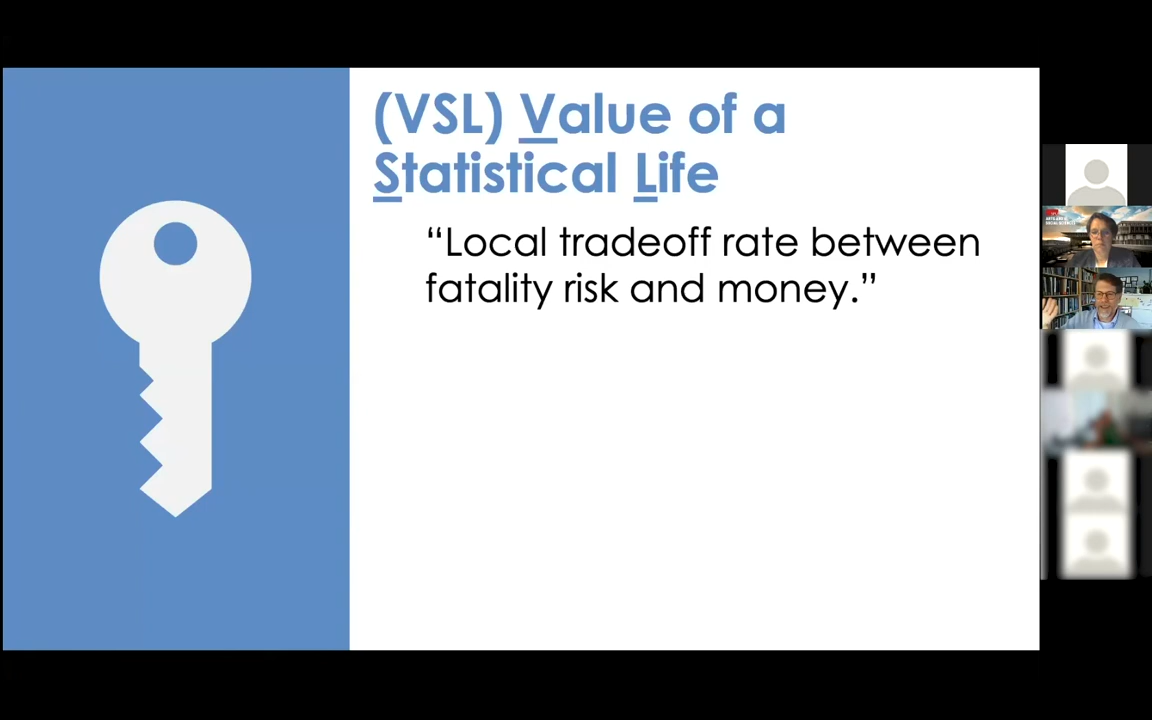 (VSL) Value of a
Statistical Life
“Local tradeoff rate between
fatality risk and money.”